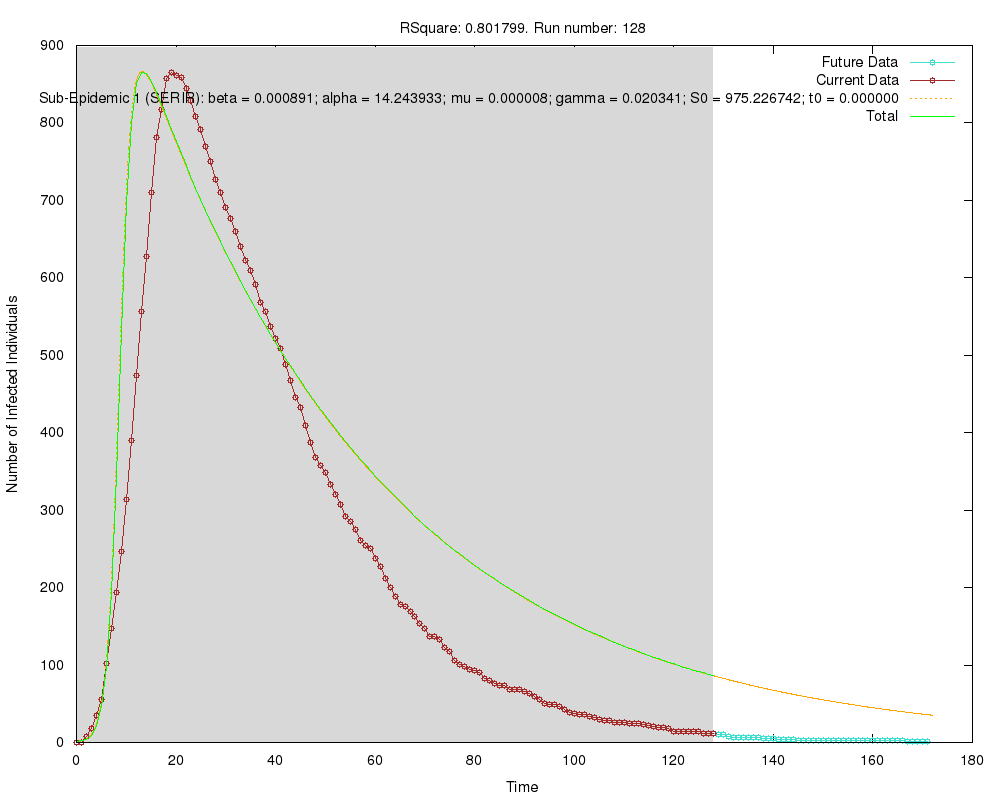 RSquare: 0.801799. Run number: 128
Future Data
Current Data
Sub-Epidemic 1 (SERIR): beta = 0.000891; alpha = 14.243933; mu = 0.000008; gamma = 0.020341; S0 = 975.226742; t0 = 0.000000
Total
900
800
700
600
500
400
300
200
100
0
Number of Infected Individuals
0 20 40 60 80 100 120 140 160 180
Time